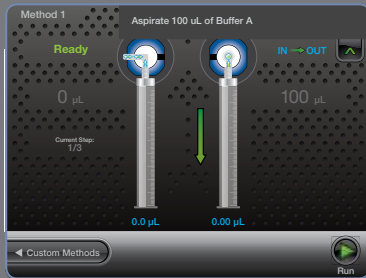 Method 1
Aspirate 100 uL of Buffer A
Ready
IN OUT
0 µL
100 µL
Current Step:
1/3
0.0 µL
0.00 µL
Custom Methods
Run